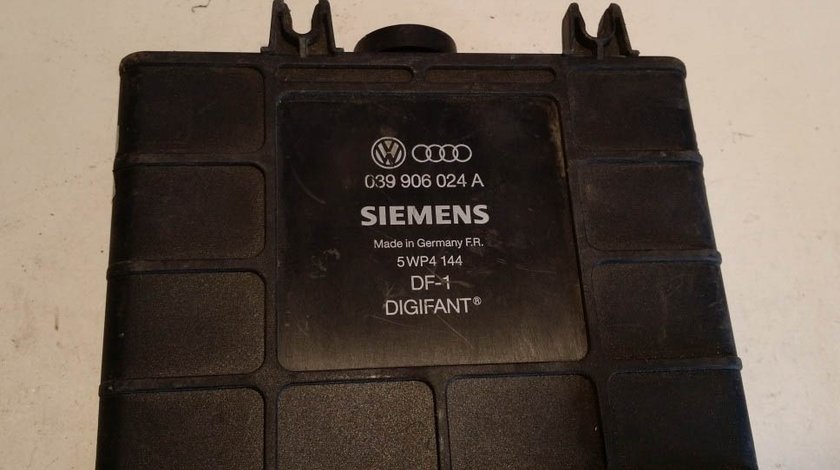 039 906 024 A
SIEMENS
Made in Germany F.R.
5WP4 144
DF-1
DIGIFANT®